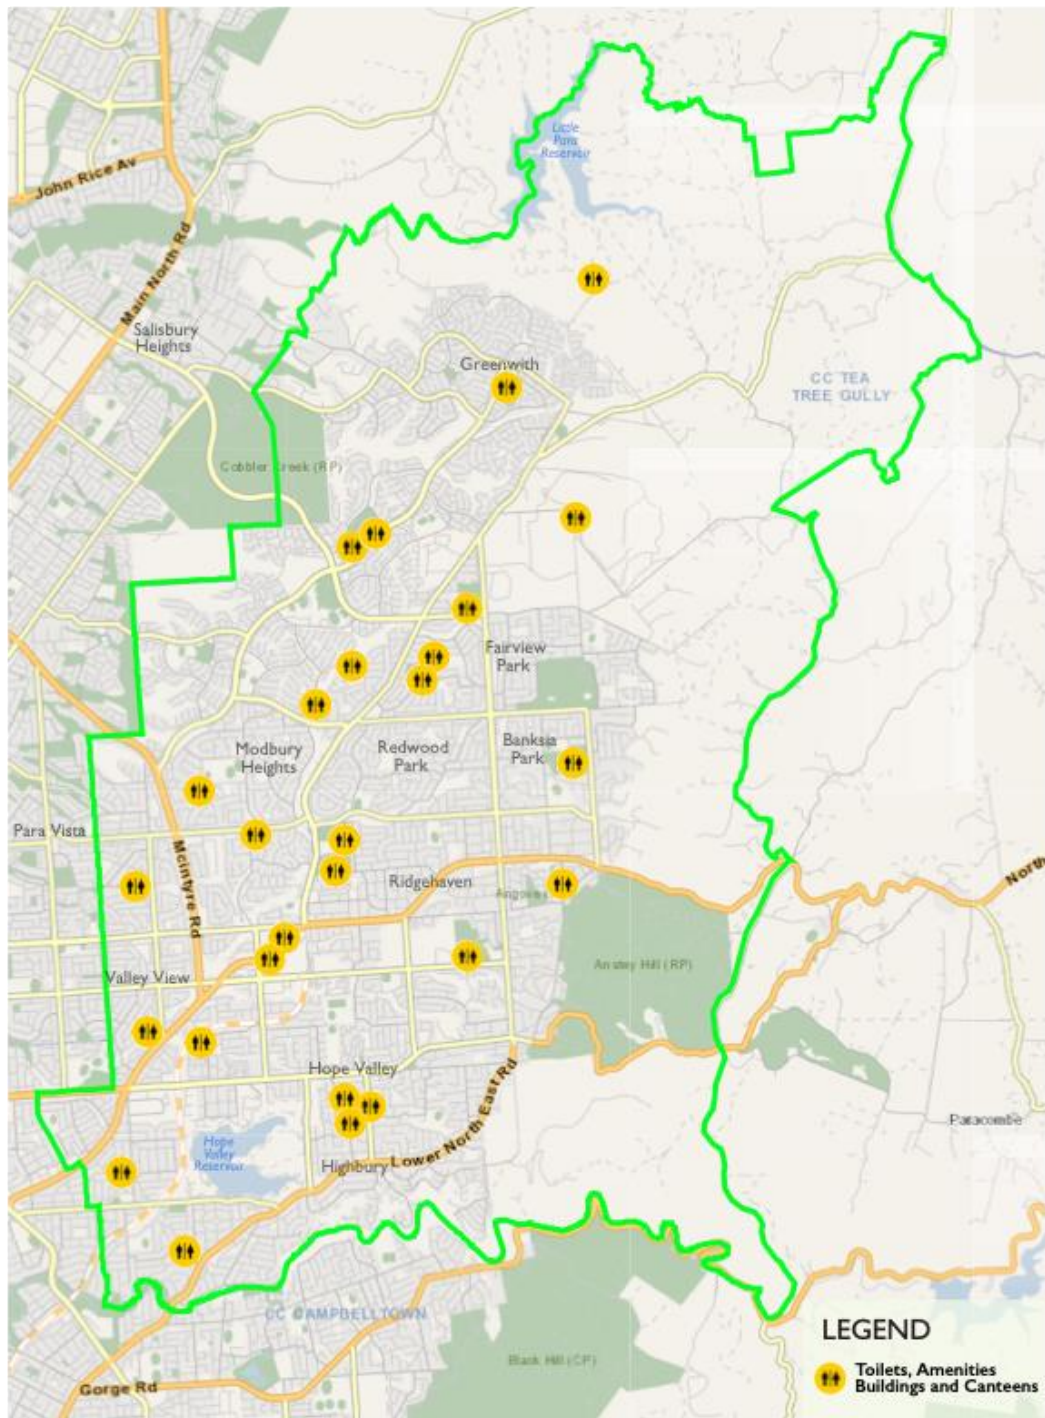 Little
Para
Reservoir
John Rice Av
Main North Rd
Salisbury
Heights
Greenwith
CC TEA
TREE GULLY
Cobbler Creek (RP)
Fairview
Park
Modbury
Heights
Redwood
Park
Banksia
Park
Para Vista
McIntyre Rd
Ridgehaven
North
Anstey Hill (RP)
Valley View
Hope Valley
Lower North East Rd
Paracombe
Hope
Valley
Reservoir
Highbury
CC CAMPBELLTOWN
Black Hill (CP)
Gorge Rd
LEGEND
Toilets, Amenities
Buildings and Canteens